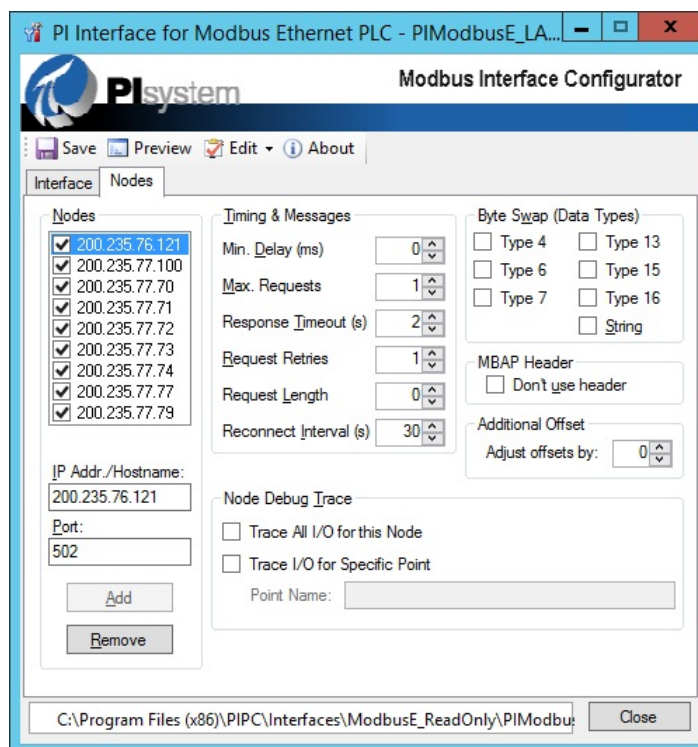 PI Interface for Modbus Ethernet PLC - PIModbusE_LA...
PIsystem
Modbus Interface Configurator
Save Preview Edit About
Interface Nodes
Nodes
200.235.76.121
200.235.77.100
200.235.77.70
200.235.77.71
200.235.77.72
200.235.77.73
200.235.77.74
200.235.77.77
200.235.77.79
IP Addr./Hostname:
200.235.76.121
Port:
502
Add
Remove
Timing & Messages
Min. Delay (ms) 0
Max. Requests 1
Response Timeout (s) 2
Request Retries 1
Request Length 0
Reconnect Interval (s) 30
Byte Swap (Data Types)
Type 4 Type 13
Type 6 Type 15
Type 7 Type 16
String
MBAP Header
Don't use header
Additional Offset
Adjust offsets by: 0
Node Debug Trace
Trace All I/O for this Node
Trace I/O for Specific Point
Point Name:
C:\Program Files (x86)\PIPC\Interfaces\ModbusE_ReadOnly\PIModbus
Close